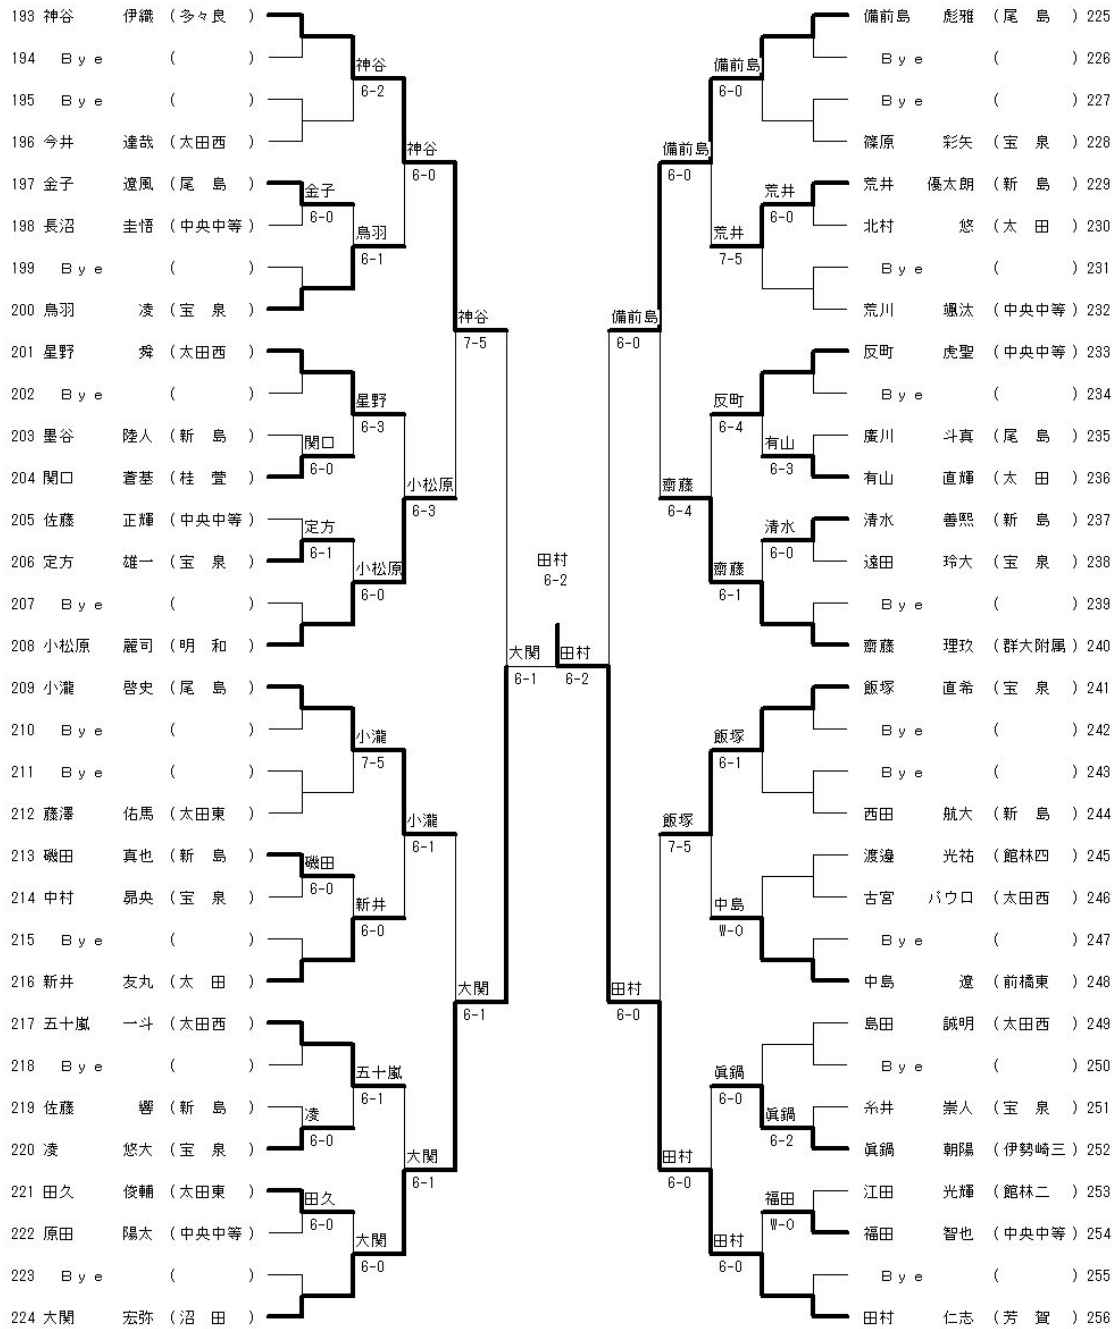 193 神谷 伊織 (多々良)
194 Bye ( )
195 Bye ( )
196 今井 達哉 (太田西)
197 金子 遼風 (尾 島)
198 長沼 圭悟 (中央中等)
199 Bye ( )
200 鳥羽 凌 (宝 泉)
201 星野 舜 (太田西)
202 Bye ( )
203 墨谷 陸人 (新 島)
204 関口 蒼基 (桂 萱)
205 佐藤 正輝 (中央中等)
206 定方 雄一 (宝 泉)
207 Bye ( )
208 小松原 麗司 (明 和)
209 小瀧 啓史 (尾 島)
210 Bye ( )
211 Bye ( )
212 藤澤 佑馬 (太田東)
213 磯田 真也 (新 島)
214 中村 昴央 (宝 泉)
215 Bye ( )
216 新井 友丸 (太 田)
217 五十嵐 一斗 (太田西)
218 Bye ( )
219 佐藤 響 (新 島)
220 凌 悠大 (宝 泉)
221 田久 俊輔 (太田東)
222 原田 陽太 (中央中等)
223 Bye ( )
224 大関 宏弥 (沼 田)
金子
6-0
関口
6-0
定方
6-1
磯田
6-0
凌
6-0
田久
6-0
神谷
6-2
鳥羽
6-1
星野
6-3
小松原
6-0
小瀧
7-5
新井
6-0
五十嵐
6-1
大関
6-0
神谷
6-0
小松原
6-3
小瀧
6-1
大関
6-1
神谷
7-5
大関
6-1
大関
6-1
田村
6-2
田村
6-2
備前島
6-0
田村
6-0
備前島
6-0
齋藤
6-4
飯塚
7-5
田村
6-0
備前島
6-0
荒井
7-5
反町
6-4
齋藤
6-1
飯塚
6-1
中島
W-0
眞鍋
6-0
田村
6-0
荒井
6-0
有山
6-3
清水
6-0
眞鍋
6-2
福田
W-0
備前島 彪雅 (尾 島) 225
Bye ( ) 226
Bye ( ) 227
篠原 彩矢 (宝 泉) 228
荒井 優太朗 (新 島) 229
北村 悠 (太 田) 230
Bye ( ) 231
荒川 颯汰 (中央中等) 232
反町 虎聖 (中央中等) 233
Bye ( ) 234
廣川 斗真 (尾 島) 235
有山 直輝 (太 田) 236
清水 善熙 (新 島) 237
遠田 玲大 (宝 泉) 238
Bye ( ) 239
齋藤 理玖 (群大附属) 240
飯塚 直希 (宝 泉) 241
Bye ( ) 242
Bye ( ) 243
西田 航大 (新 島) 244
渡邉 光祐 (館林四) 245
古宮 パウロ (太田西) 246
Bye ( ) 247
中島 遼 (前橋東) 248
島田 誠明 (太田西) 249
Bye ( ) 250
糸井 崇人 (宝 泉) 251
眞鍋 朝陽 (伊勢崎三) 252
江田 光輝 (館林二) 253
福田 智也 (中央中等) 254
Bye ( ) 255
田村 仁志 (芳 賀) 256